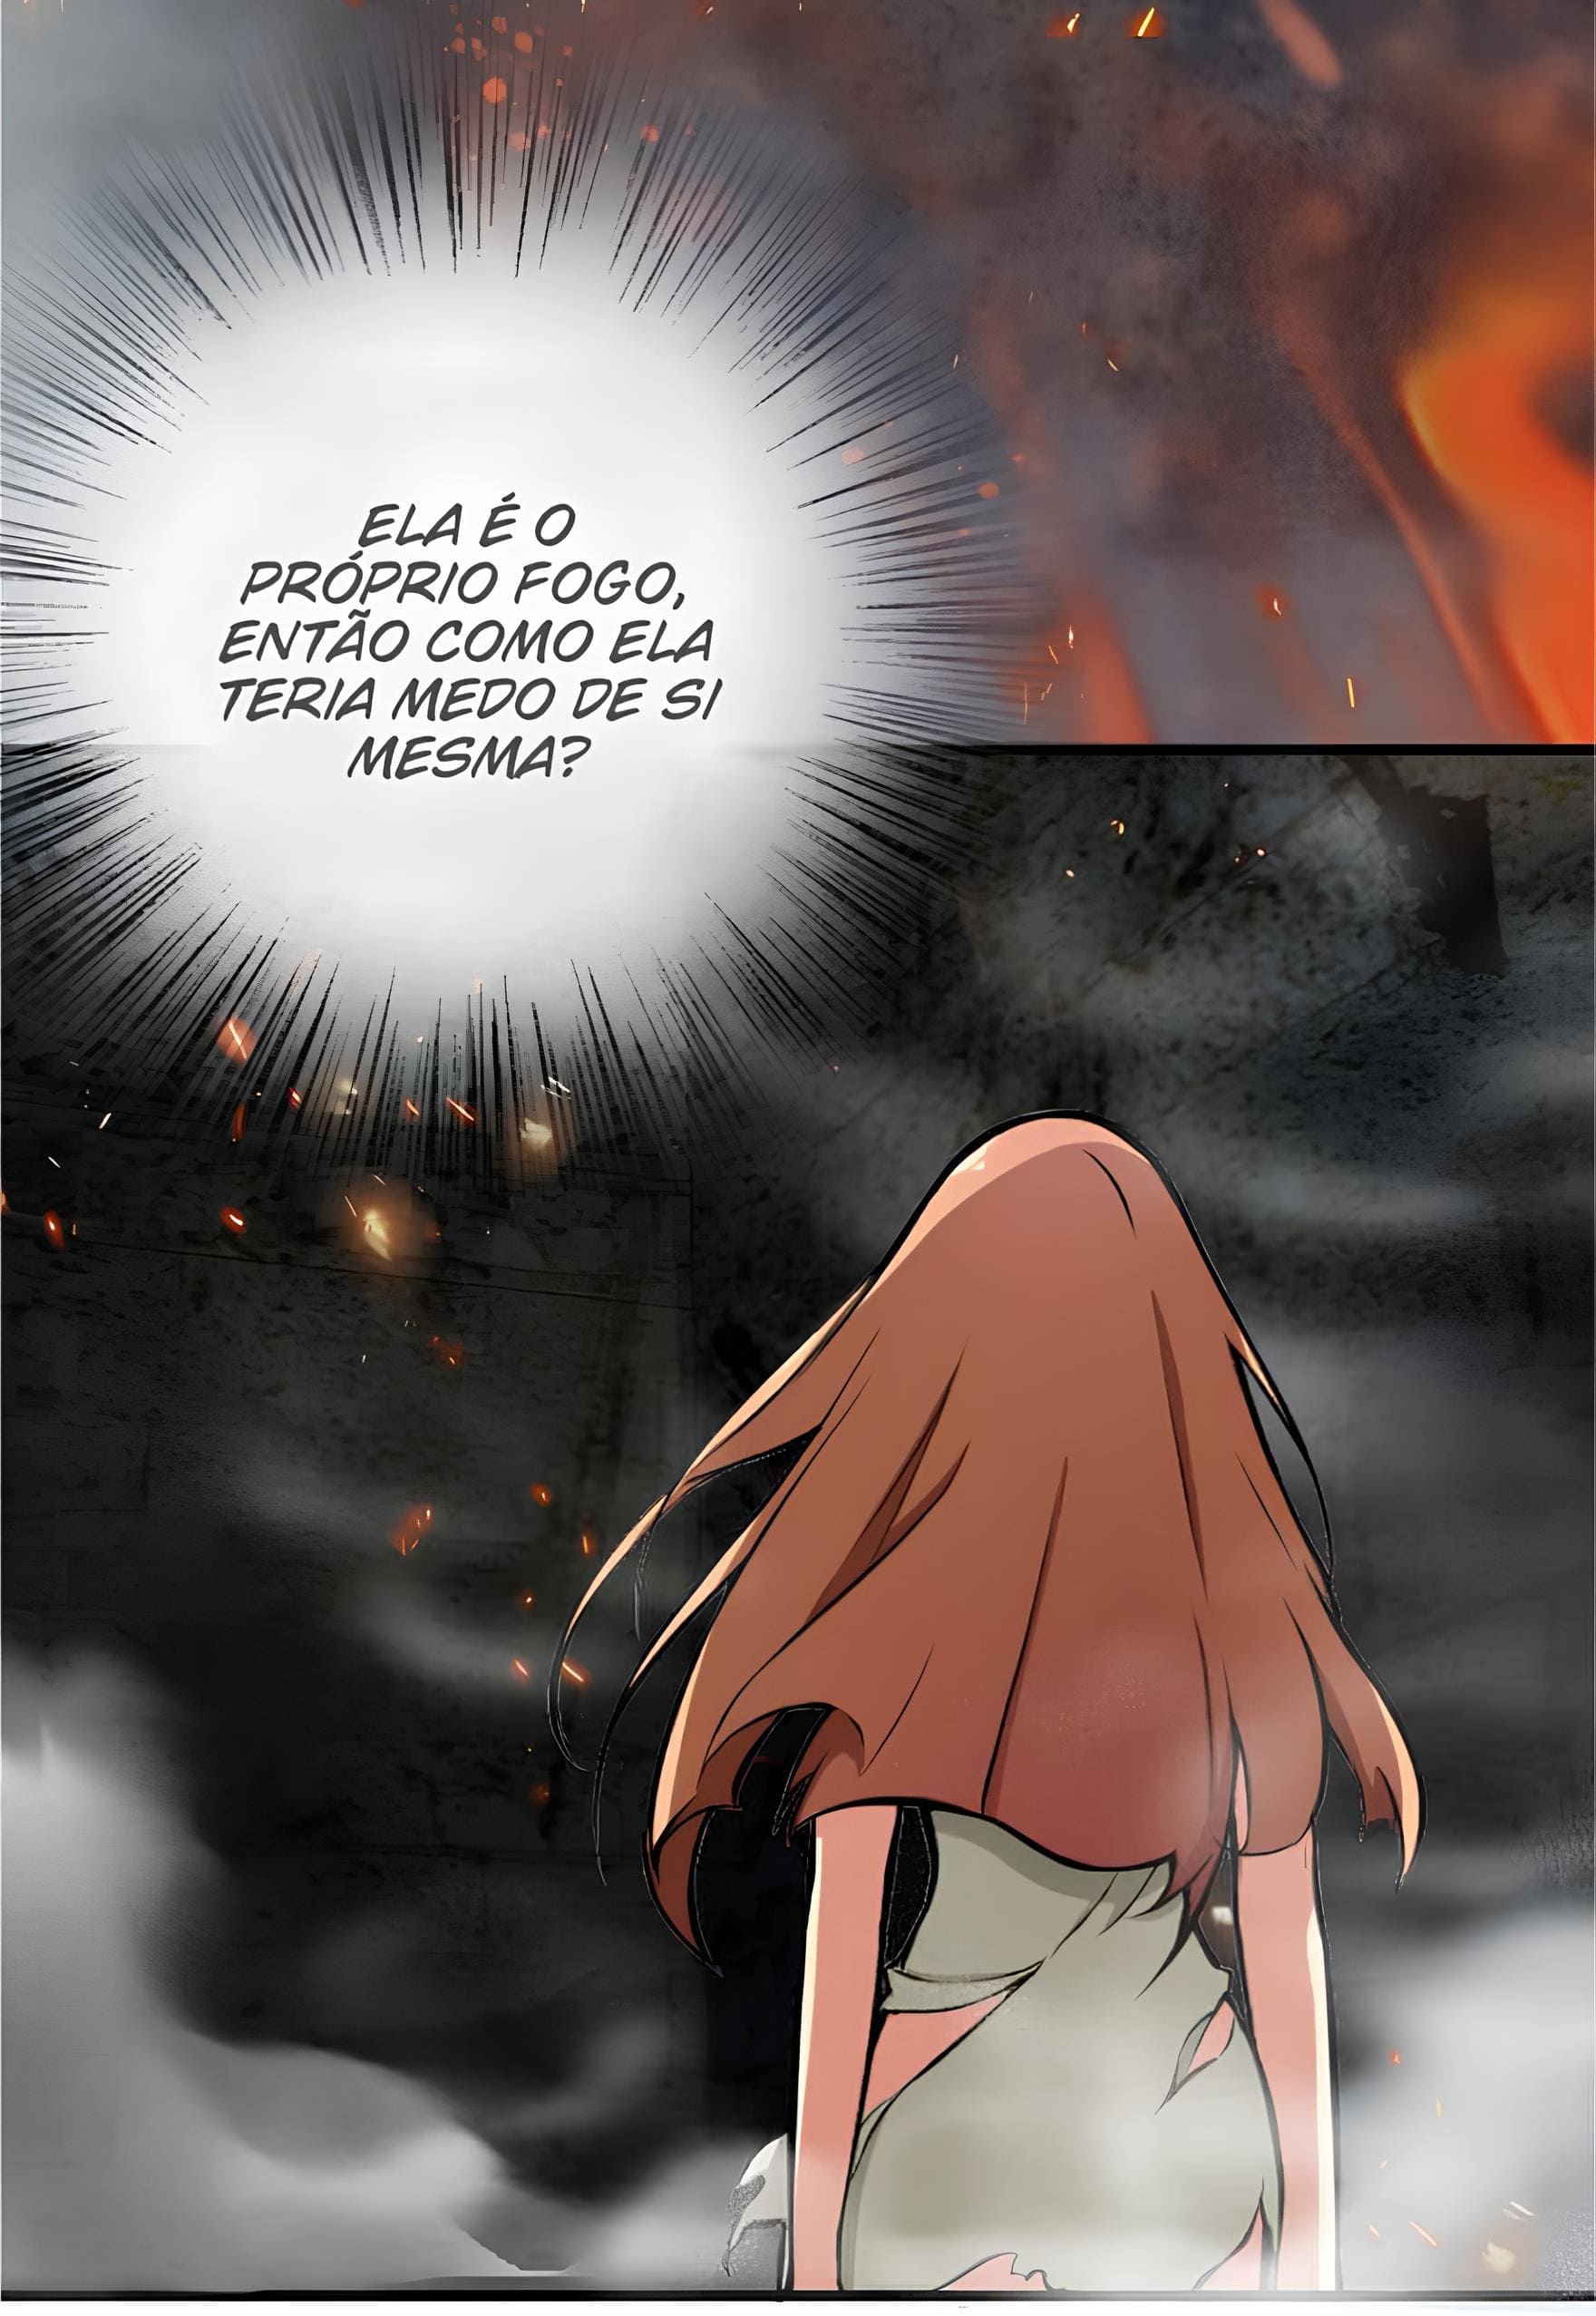 ELA É O
PRÓPRIO FOGO,
ENTÃO COMO ELA
TERIA MEDO DE SI
MESMA?